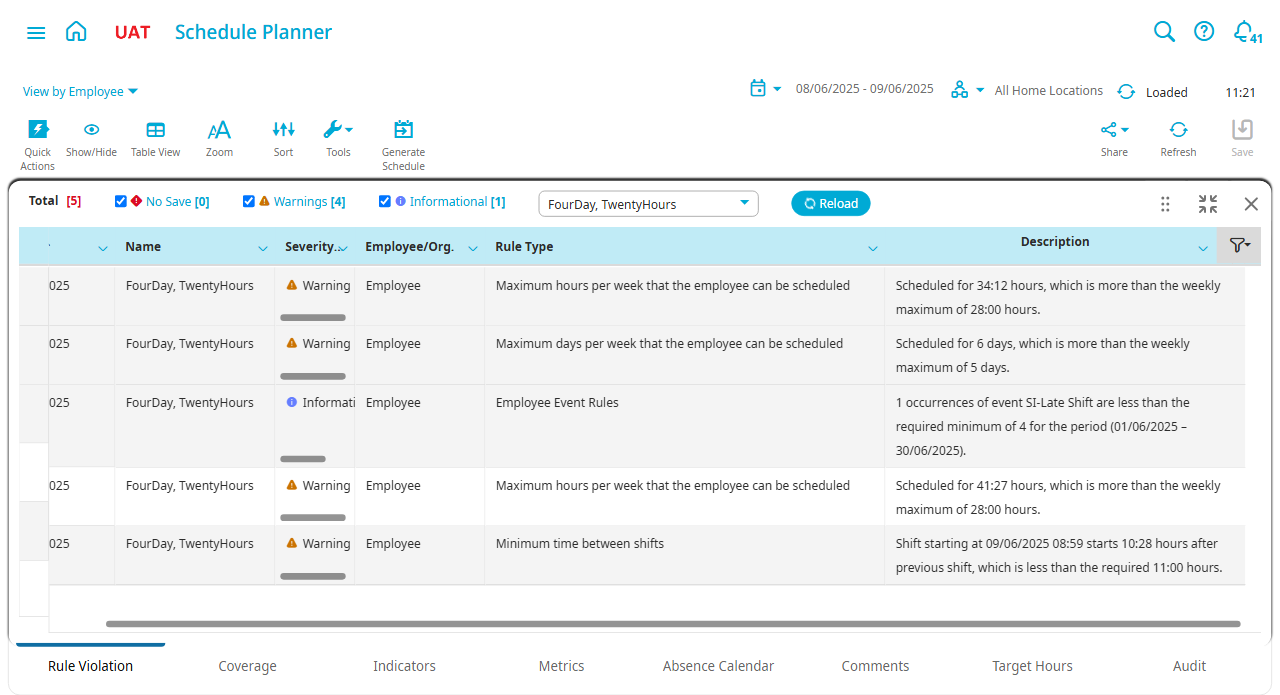 UAT Schedule Planner 41
View by Employee 08/06/2025 - 09/06/2025 All Home Locations Loaded 11:21
Quick Actions Show/Hide Table View Zoom Sort Tools Generate Schedule Share Refresh Save
Total [5] No Save [0] Warnings [4] Informational [1] FourDay, TwentyHours Reload
Name Severity... Employee/Org. Rule Type Description
025 FourDay, TwentyHours Warning Employee Maximum hours per week that the employee can be scheduled Scheduled for 34:12 hours, which is more than the weekly
maximum of 28:00 hours.
025 FourDay, TwentyHours Warning Employee Maximum days per week that the employee can be scheduled Scheduled for 6 days, which is more than the weekly
maximum of 5 days.
025 FourDay, TwentyHours Informati Employee Employee Event Rules 1 occurrences of event SI-Late Shift are less than the
required minimum of 4 for the period (01/06/2025 –
30/06/2025).
025 FourDay, TwentyHours Warning Employee Maximum hours per week that the employee can be scheduled Scheduled for 41:27 hours, which is more than the weekly
maximum of 28:00 hours.
025 FourDay, TwentyHours Warning Employee Minimum time between shifts Shift starting at 09/06/2025 08:59 starts 10:28 hours after
previous shift, which is less than the required 11:00 hours.
Rule Violation Coverage Indicators Metrics Absence Calendar Comments Target Hours Audit